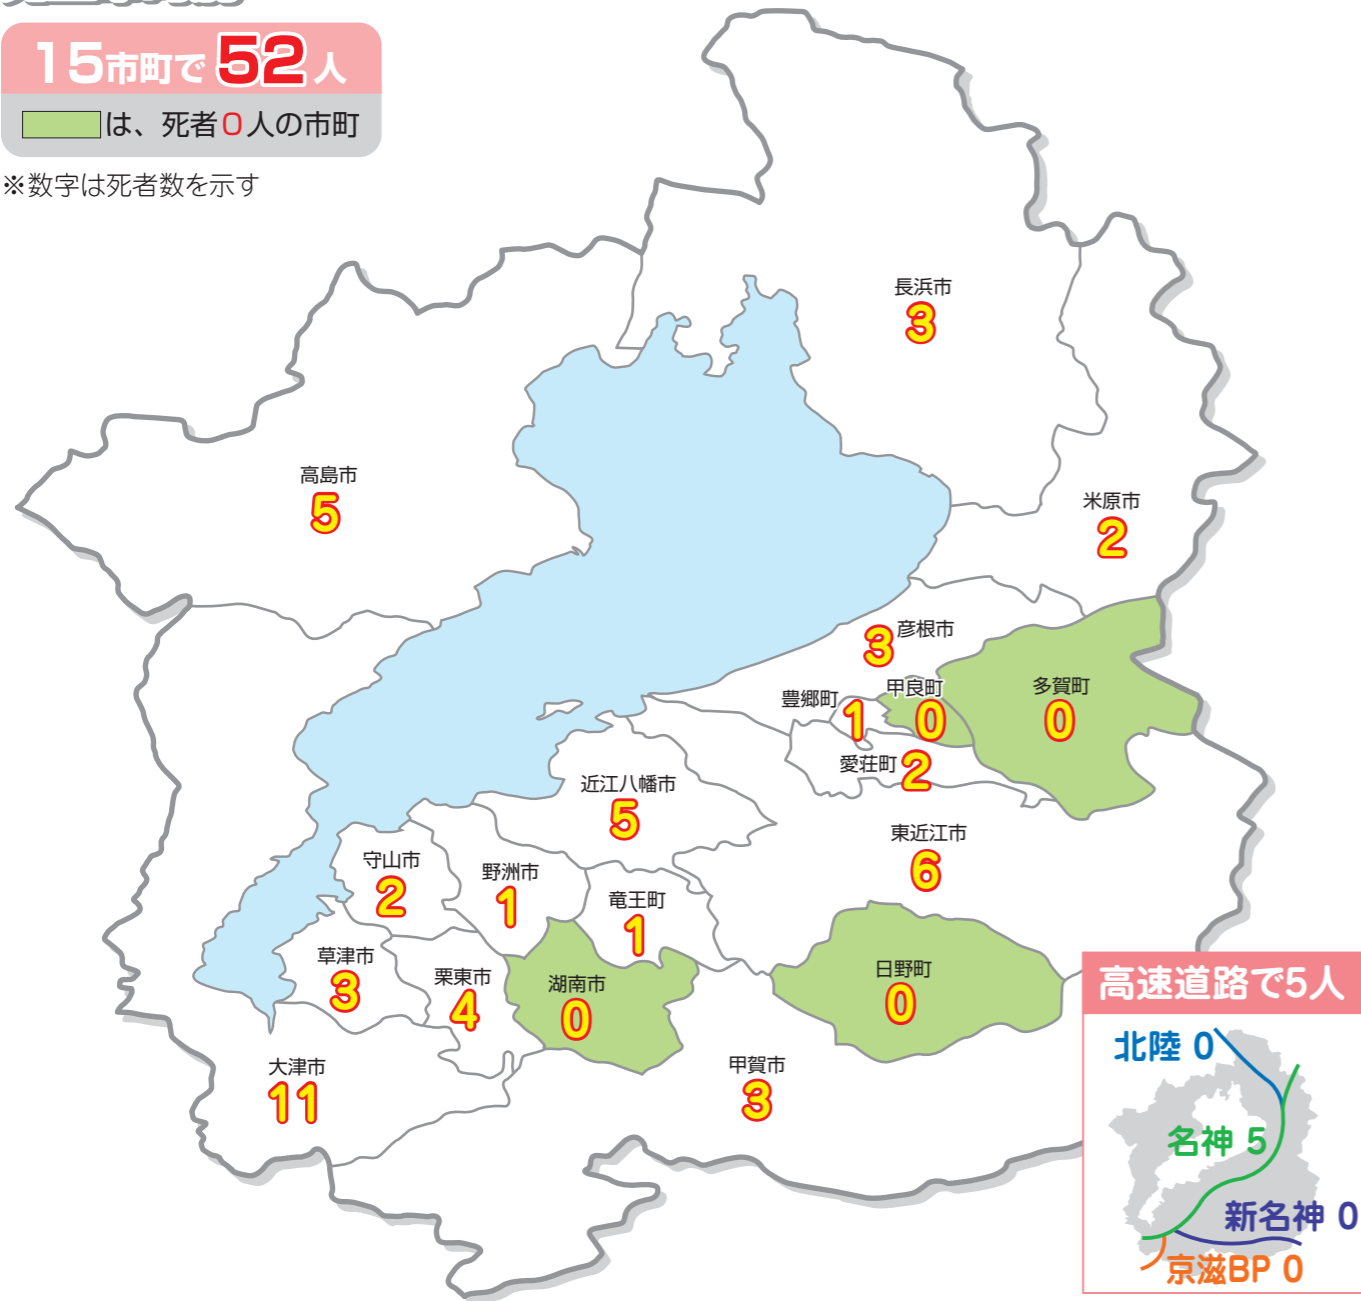 15市町で52人
は、死者0人の市町
※数字は死者数を示す
長浜市
3
高島市
5
米原市
2
彦根市
3
豊郷町
1
甲良町
0
多賀町
0
愛荘町
2
近江八幡市
5
東近江市
6
守山市
2
野洲市
1
竜王町
1
草津市
3
栗東市
4
湖南市
0
日野町
0
大津市
11
甲賀市
3
高速道路で5人
北陸 0
名神 5
新名神 0
京滋BP 0